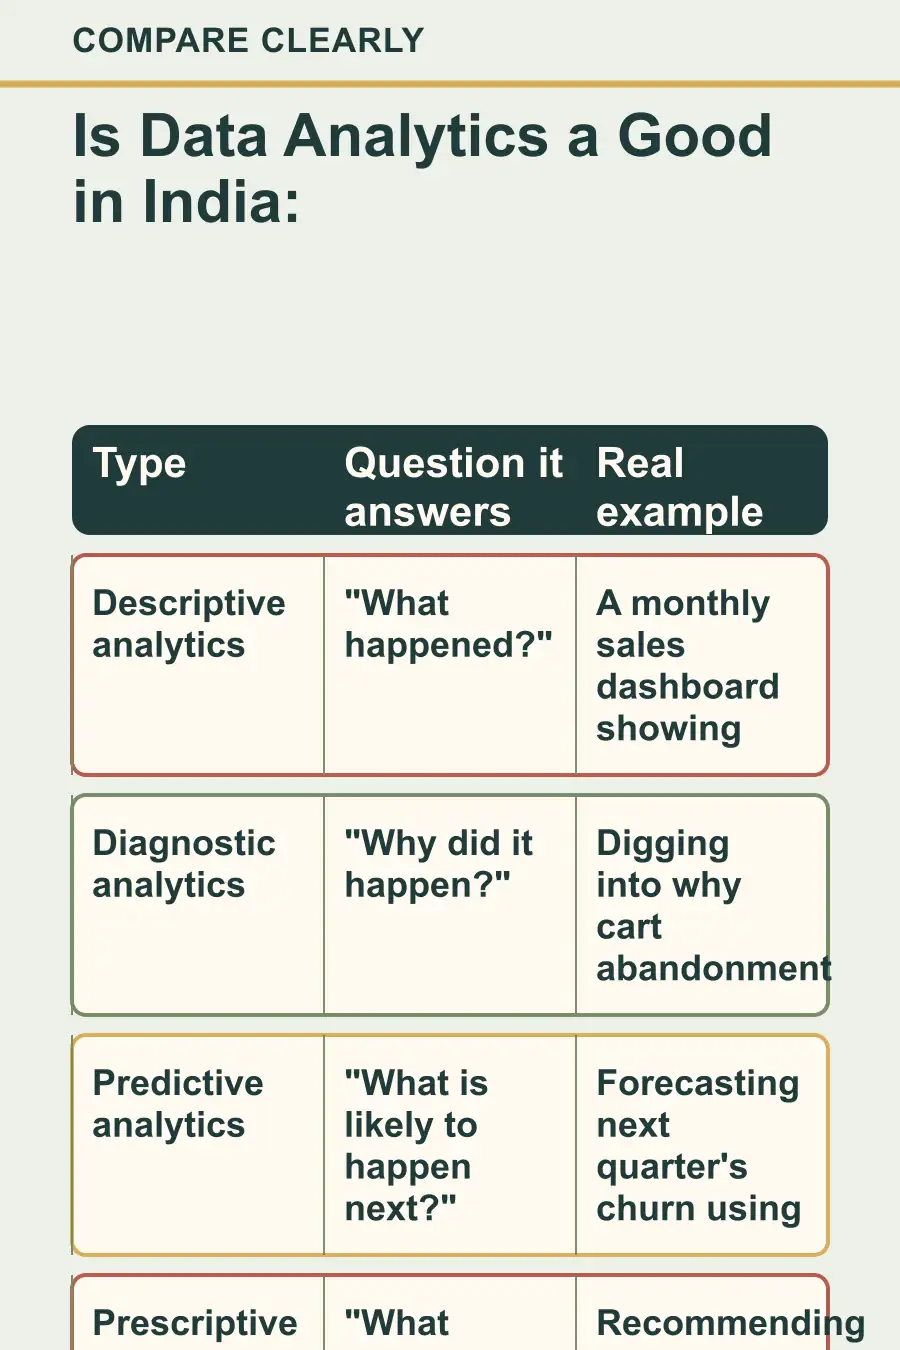 COMPARE CLEARLY
Is Data Analytics a Good
in India:
Type
Question it
answers
Real
example
Descriptive
analytics
"What
happened?"
A monthly
sales
dashboard
showing
Diagnostic
analytics
"Why did it
happen?"
Digging
into why
cart
abandonment
Predictive
analytics
"What is
likely to
happen
next?"
Forecasting
next
quarter's
churn using
Prescriptive
"What
Recommending